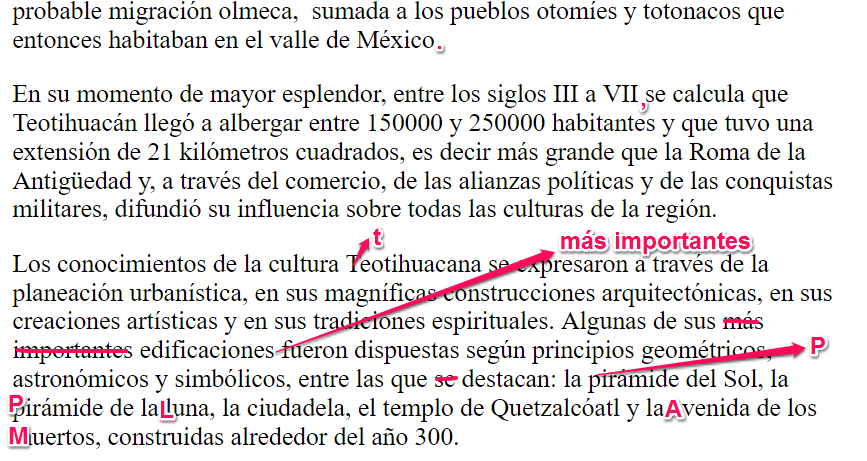 probable migración olmeca, sumada a los pueblos otomíes y totonacos que
entonces habitaban en el valle de México.
En su momento de mayor esplendor, entre los siglos III a VII, se calcula que
Teotihuacán llegó a albergar entre 150000 y 250000 habitantes y que tuvo una
extensión de 21 kilómetros cuadrados, es decir más grande que la Roma de la
Antigüedad y, a través del comercio, de las alianzas políticas y de las conquistas
militares, difundió su influencia sobre todas las culturas de la región.
t
más importantes
Los conocimientos de la cultura Teotihuacana se expresaron a través de la
planeación urbanística, en sus magníficas construcciones arquitectónicas, en sus
creaciones artísticas y en sus tradiciones espirituales. Algunas de sus más
importantes edificaciones fueron dispuestas según principios geométricos,
P
astronómicos y simbólicos, entre las que se destacan: la pirámide del Sol, la
Pirámide de la Luna, la ciudadela, el templo de Quetzalcóatl y la Avenida de los
Muertos, construidas alrededor del año 300.